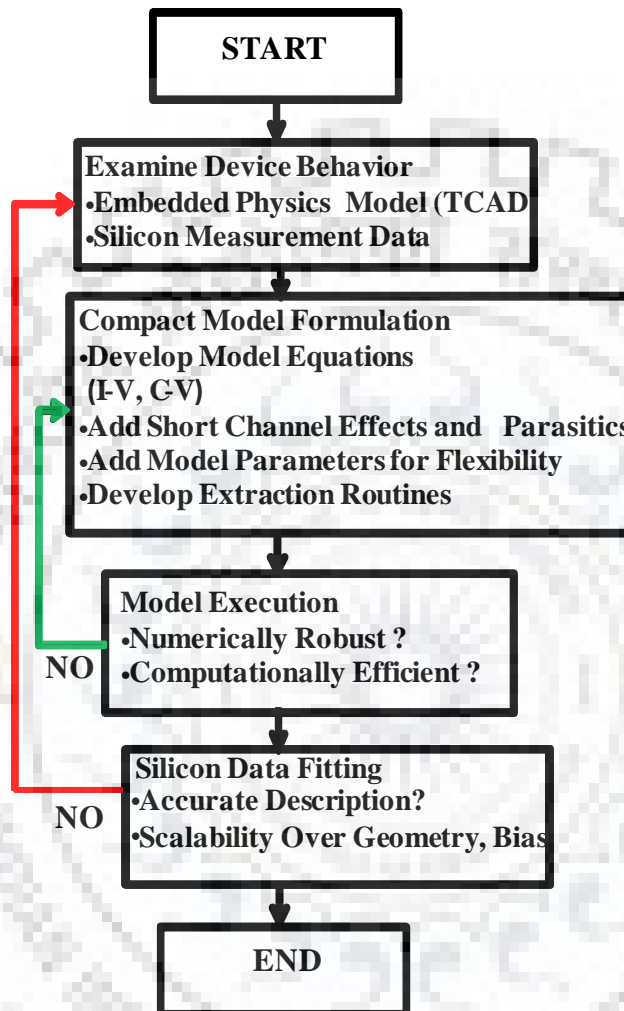 START
Examine Device Behavior
•Embedded Physics Model (TCAD
•Silicon Measurement Data
Compact Model Formulation
•Develop Model Equations
(I-V, C-V)
•Add Short Channel Effects and Parasitics
•Add Model Parameters for Flexibility
•Develop Extraction Routines
Model Execution
•Numerically Robust ?
•Computationally Efficient ?
NO
Silicon Data Fitting
•Accurate Description?
•Scalability Over Geometry, Bias
NO
END